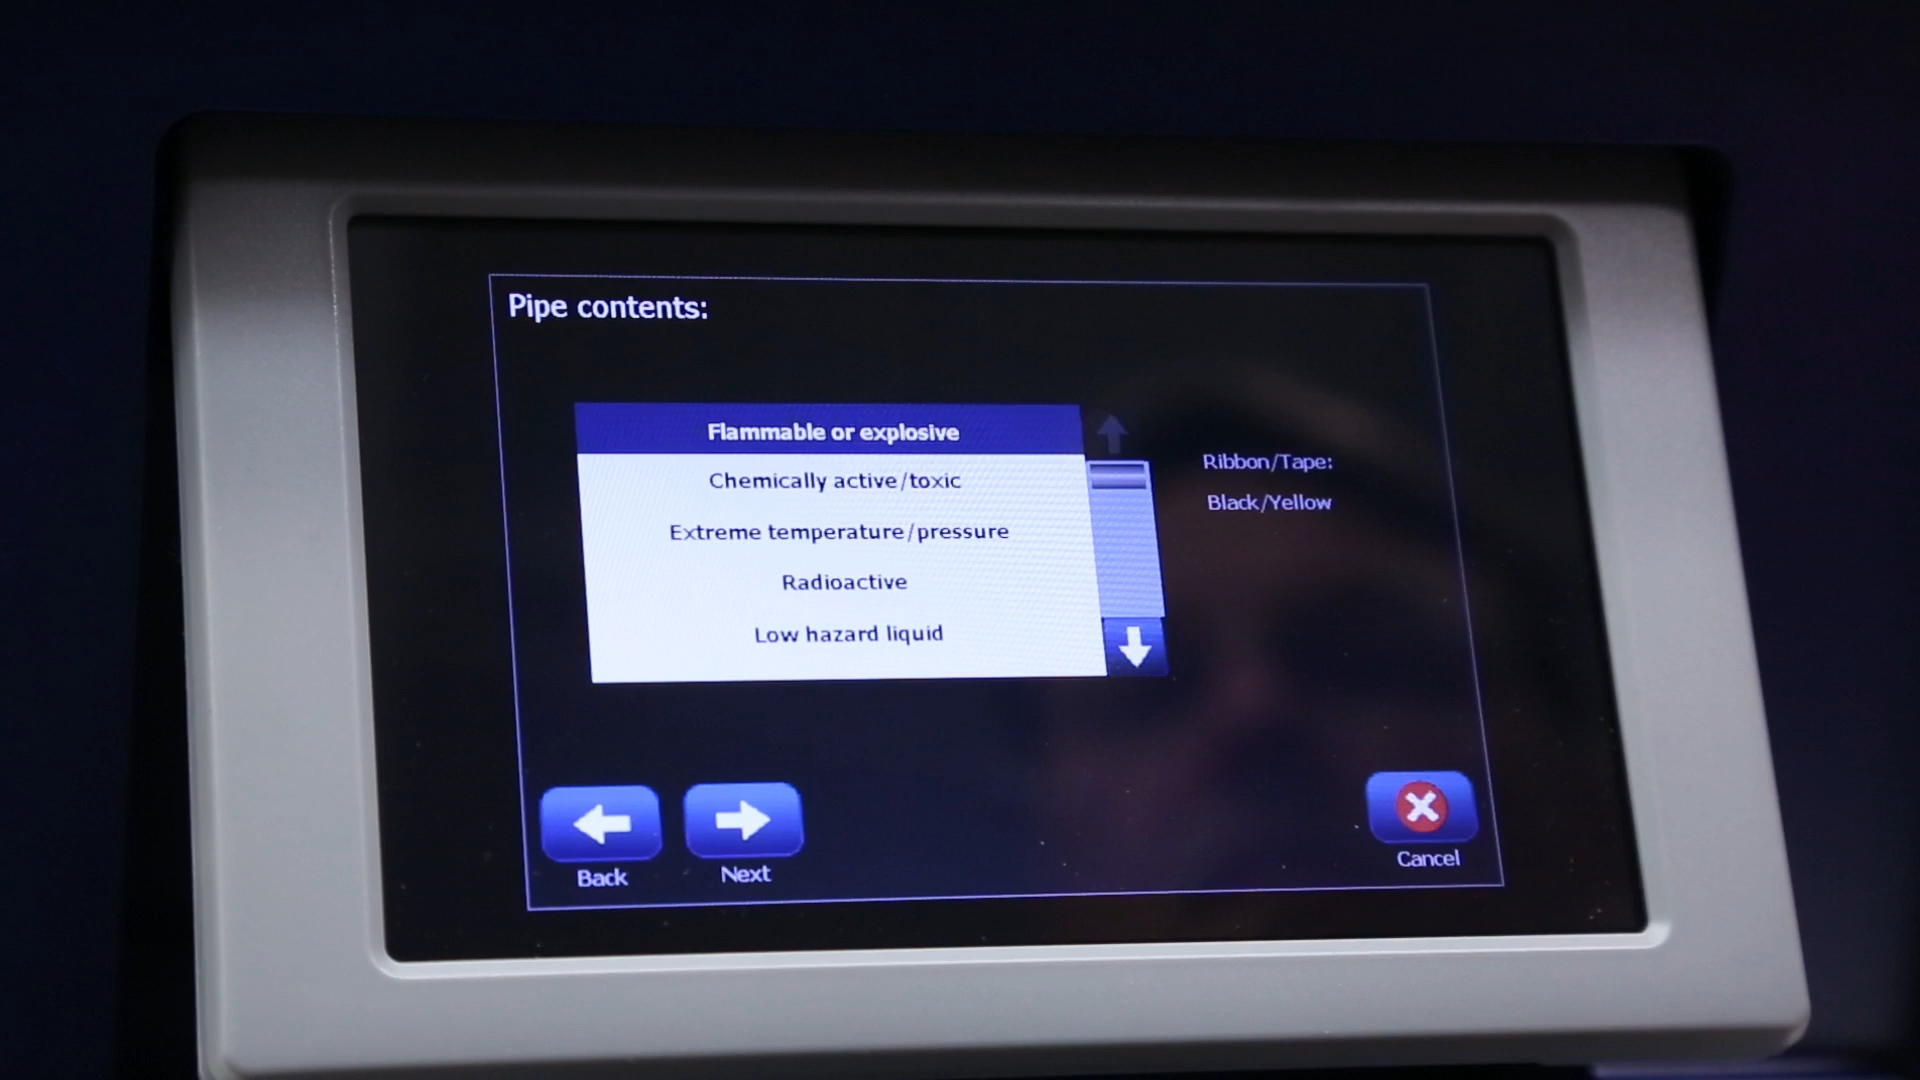 Pipe contents:
Flammable or explosive
Chemically active/toxic
Extreme temperature/pressure
Radioactive
Low hazard liquid
Ribbon/Tape:
Black/Yellow
Back
Next
Cancel